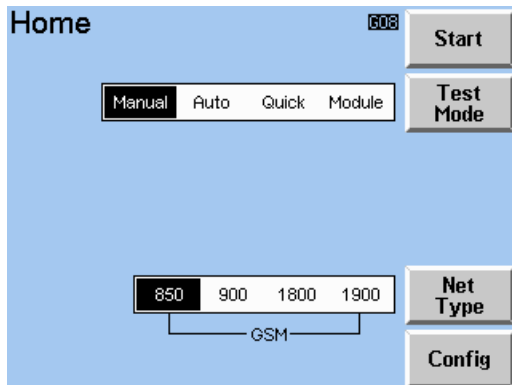 Home
G08
Start
Manual Auto Quick Module
Test
Mode
850 900 1800 1900
GSM
Net
Type
Config